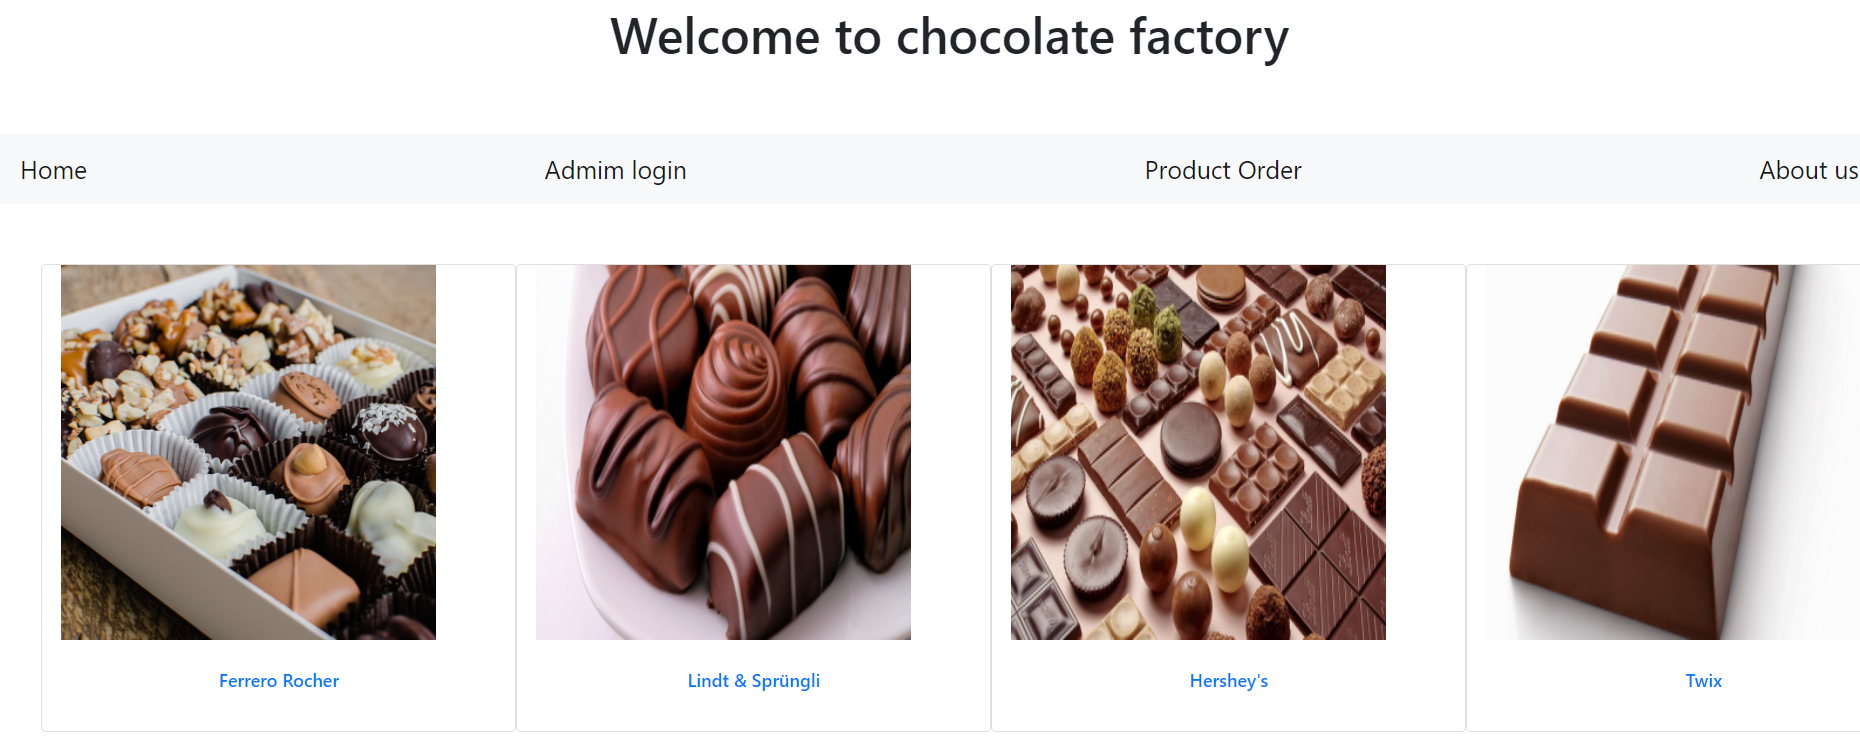 Welcome to chocolate factory
Home
Admim login
Product Order
About us
Ferrero Rocher
Lindt & Sprüngli
Hershey's
Twix